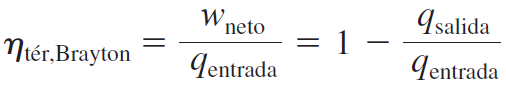 η_tér,Brayton = w_neto / q_entrada = 1 − q_salida / q_entrada